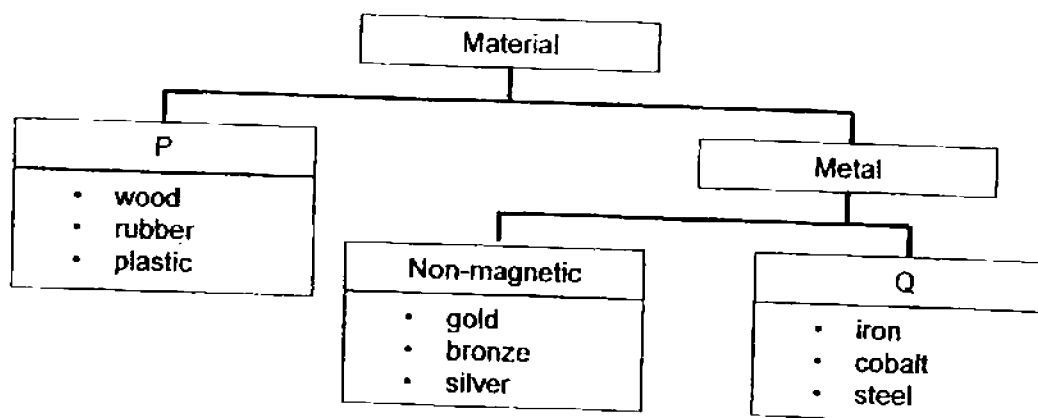 Material
P
• wood
• rubber
• plastic
Metal
Non-magnetic
• gold
• bronze
• silver
Q
• iron
• cobalt
• steel